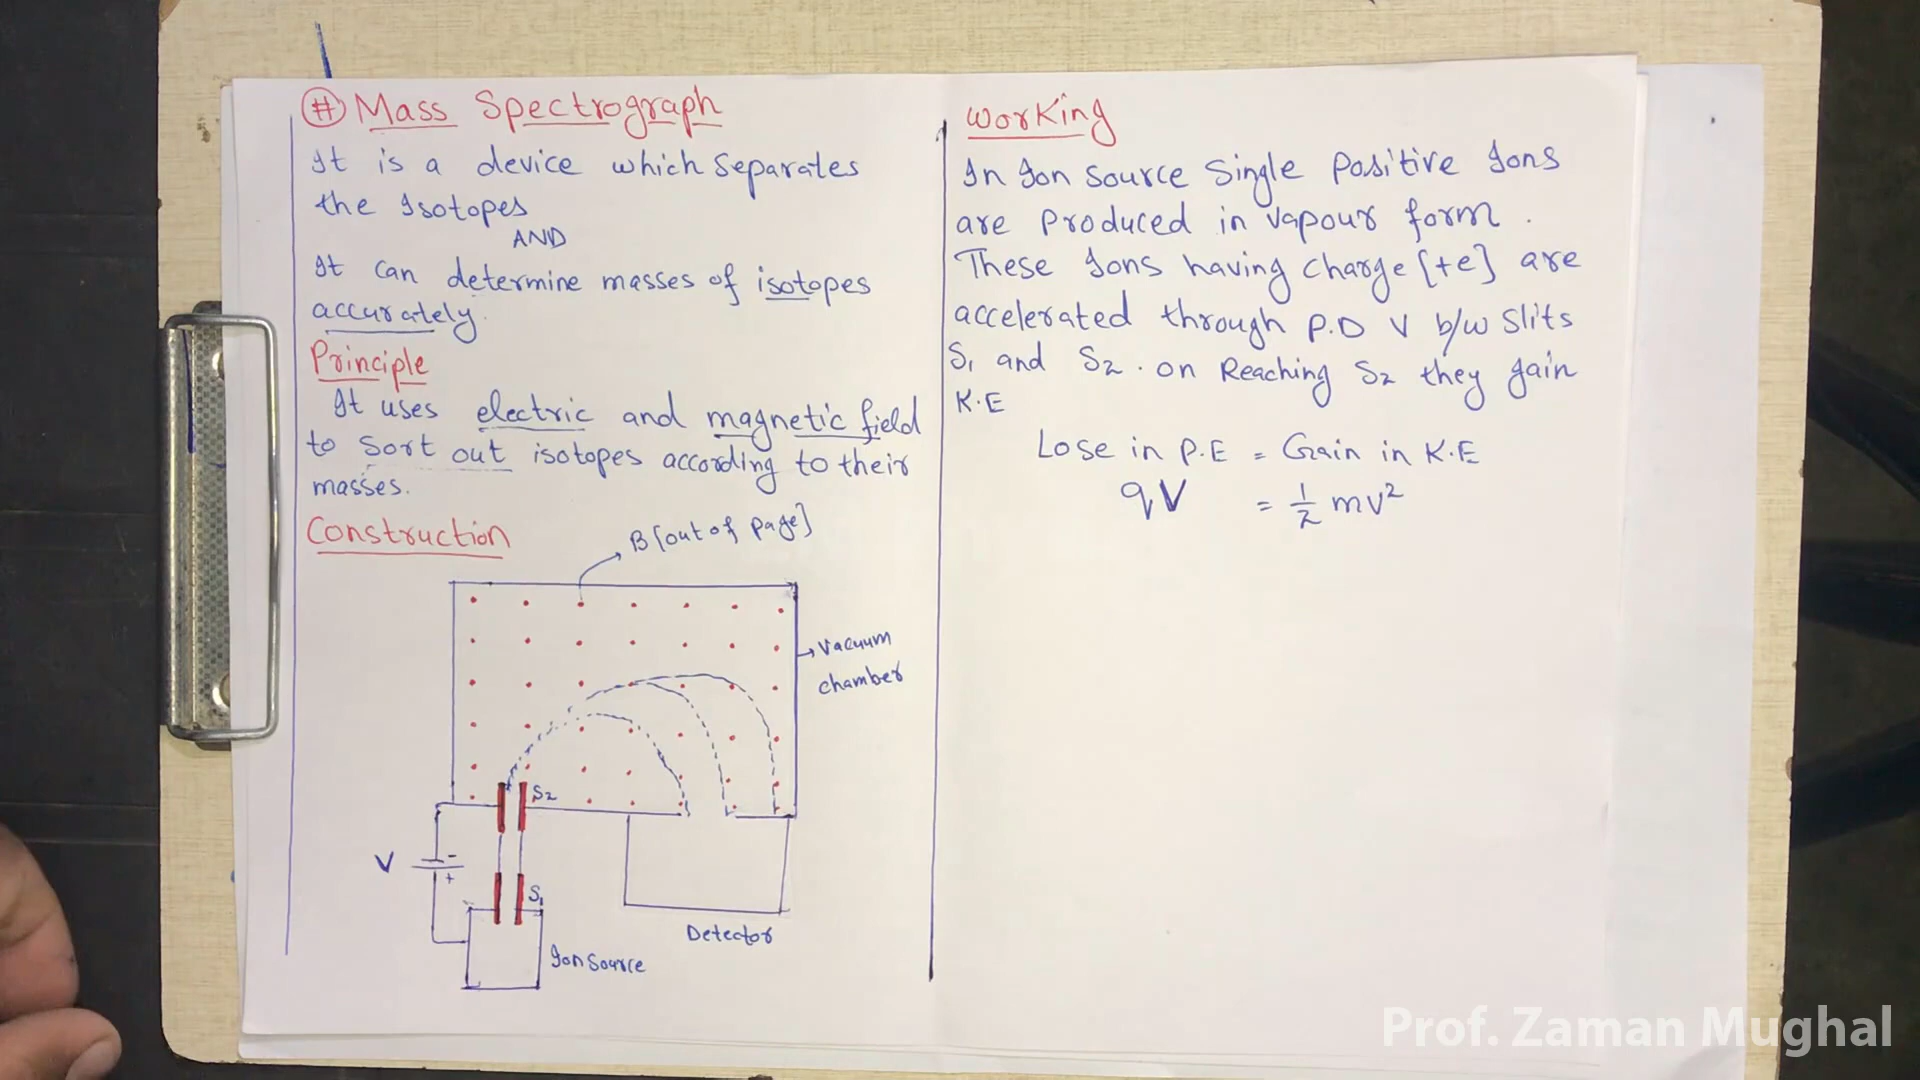 # Mass Spectrograph
It is a device which separates
the Isotopes
AND
It can determine masses of isotopes
accurately.
Principle
It uses electric and magnetic field
to sort out isotopes according to their
masses.
Construction
B [out of page]
Vacuum
chamber
S2
V
-
+
S1
Ion Source
Detector
Working
In Ion Source Single Positive Ions
are Produced in vapour form.
These Ions having charge [+e] are
accelerated through P.D V b/w Slits
S1 and S2. on Reaching S2 they gain
K.E
Lose in P.E = Gain in K.E
qV = 1/2 mv²
Prof. Zaman Mughal